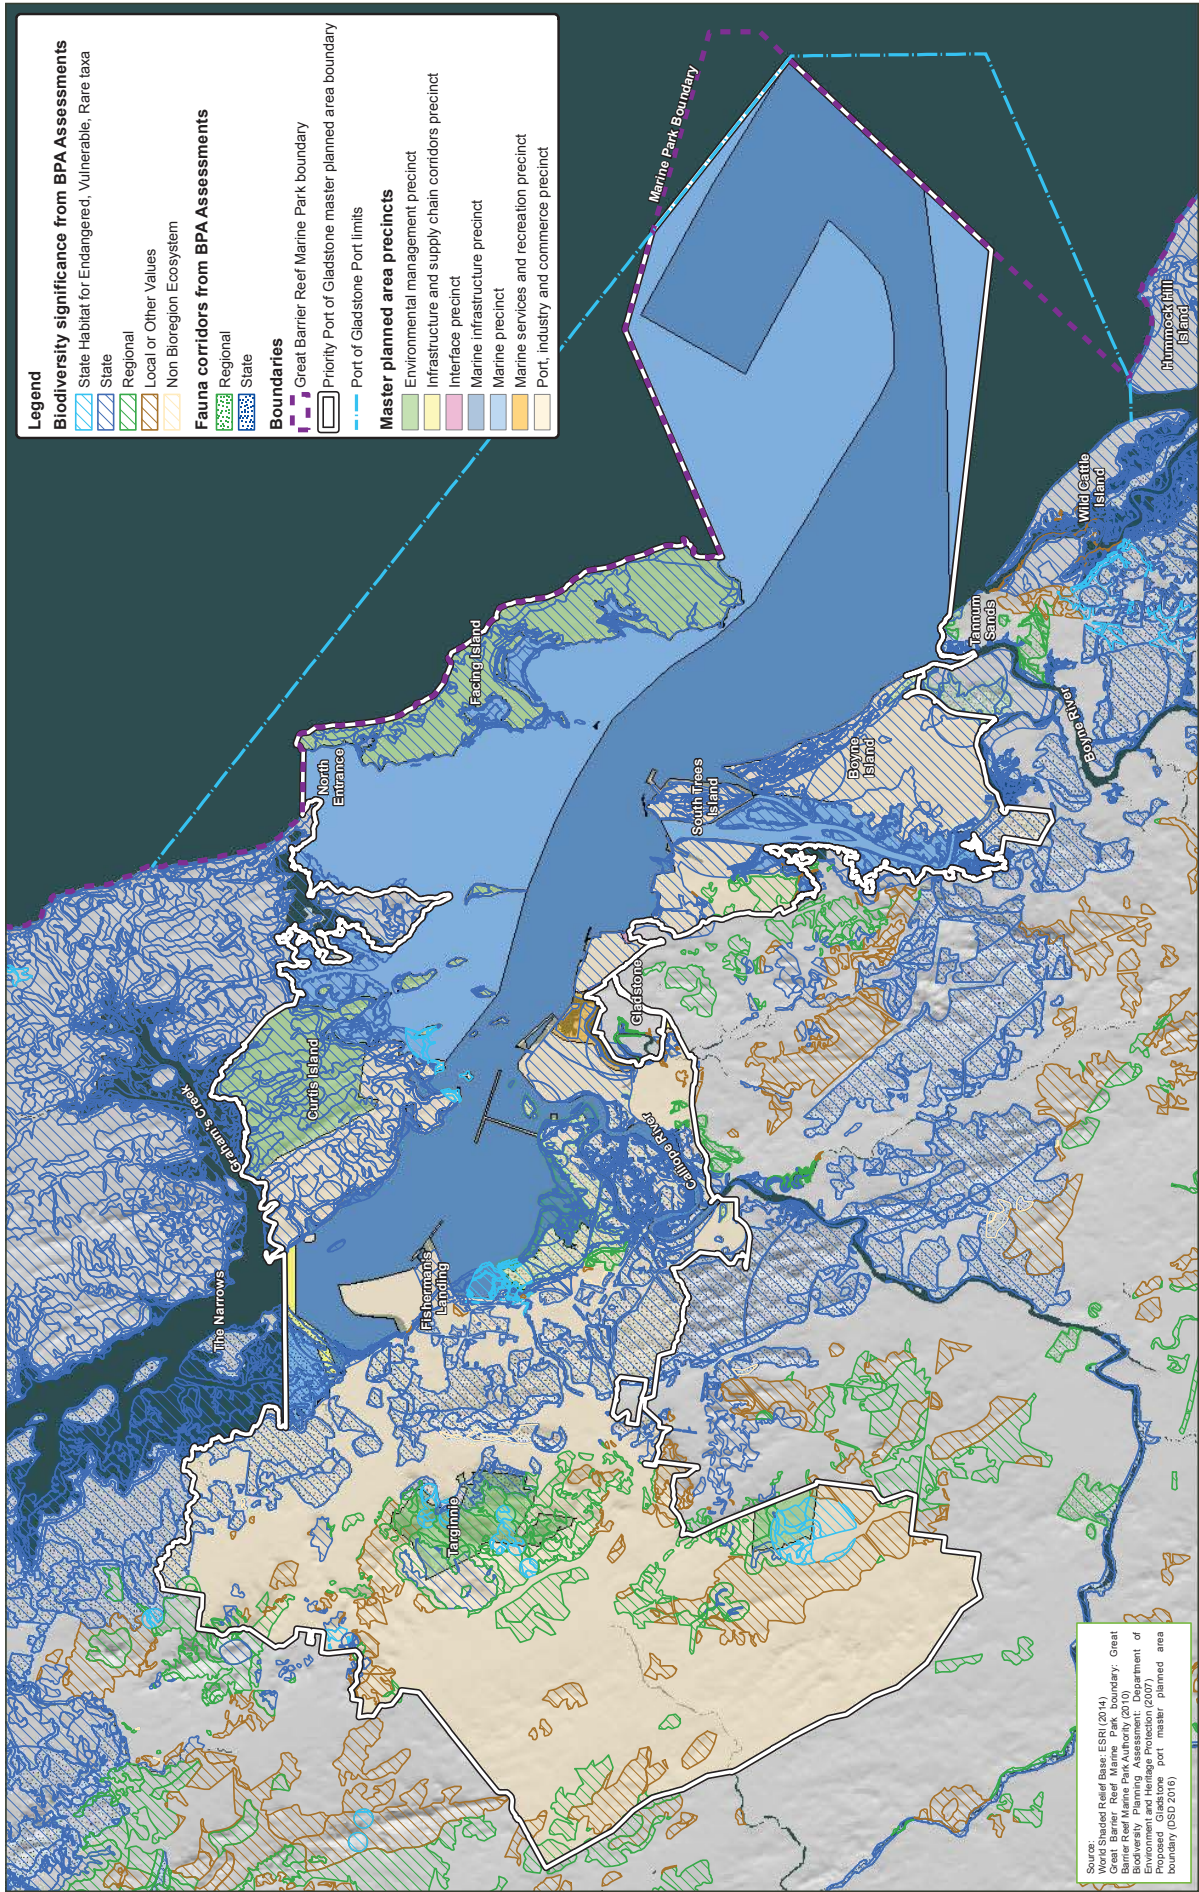 Legend
Biodiversity significance from BPA Assessments
State Habitat for Endangered, Vulnerable, Rare taxa
State
Regional
Local or Other Values
Non Bioregion Ecosystem
Fauna corridors from BPA Assessments
Regional
State
Boundaries
Great Barrier Reef Marine Park boundary
Priority Port of Gladstone master planned area boundary
Port of Gladstone Port limits
Master planned area precincts
Environmental management precinct
Infrastructure and supply chain corridors precinct
Interface precinct
Marine infrastructure precinct
Marine precinct
Marine services and recreation precinct
Port, industry and commerce precinct
Marine Park Boundary
The Narrows
Graham's Creek
Curtis Island
North
Entrance
Facing Island
Fisherman's
Landing
Targinnie
Calliope River
Gladstone
South Trees
Island
Boyne
Island
Boyne River
Tannum
Sands
Wild Cattle
Island
Hummock Hill
Island
Source:
World Shaded Relief Base: ESRI (2014)
Great Barrier Reef Marine Park boundary: Great
Barrier Reef Marine Park Authority (2010)
Biodiversity Planning Assessment: Department of
Environment and Heritage Protection (2007)
Proposed Gladstone port master planned area
boundary (DSD 2016)